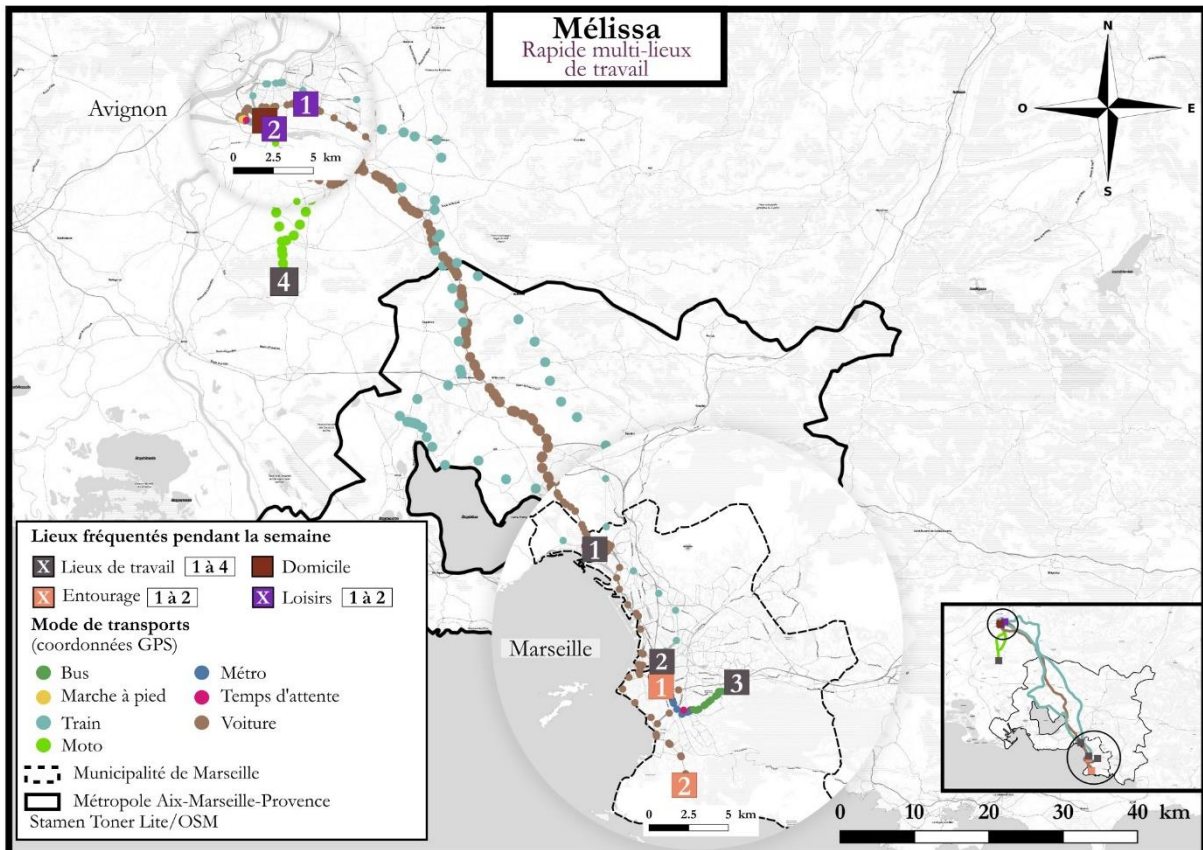 Mélissa
Rapide multi-lieux
de travail
N
O
E
S
Avignon
1
2
0 2.5 5 km
4
1
Marseille
2
1
3
2
0 2.5 5 km
Lieux fréquentés pendant la semaine
X Lieux de travail 1 à 4
Domicile
X Entourage 1 à 2
X Loisirs 1 à 2
Mode de transports
(coordonnées GPS)
Bus
Métro
Marche à pied
Temps d'attente
Train
Voiture
Moto
Municipalité de Marseille
Métropole Aix-Marseille-Provence
Stamen Toner Lite/OSM
0 10 20 30 40 km